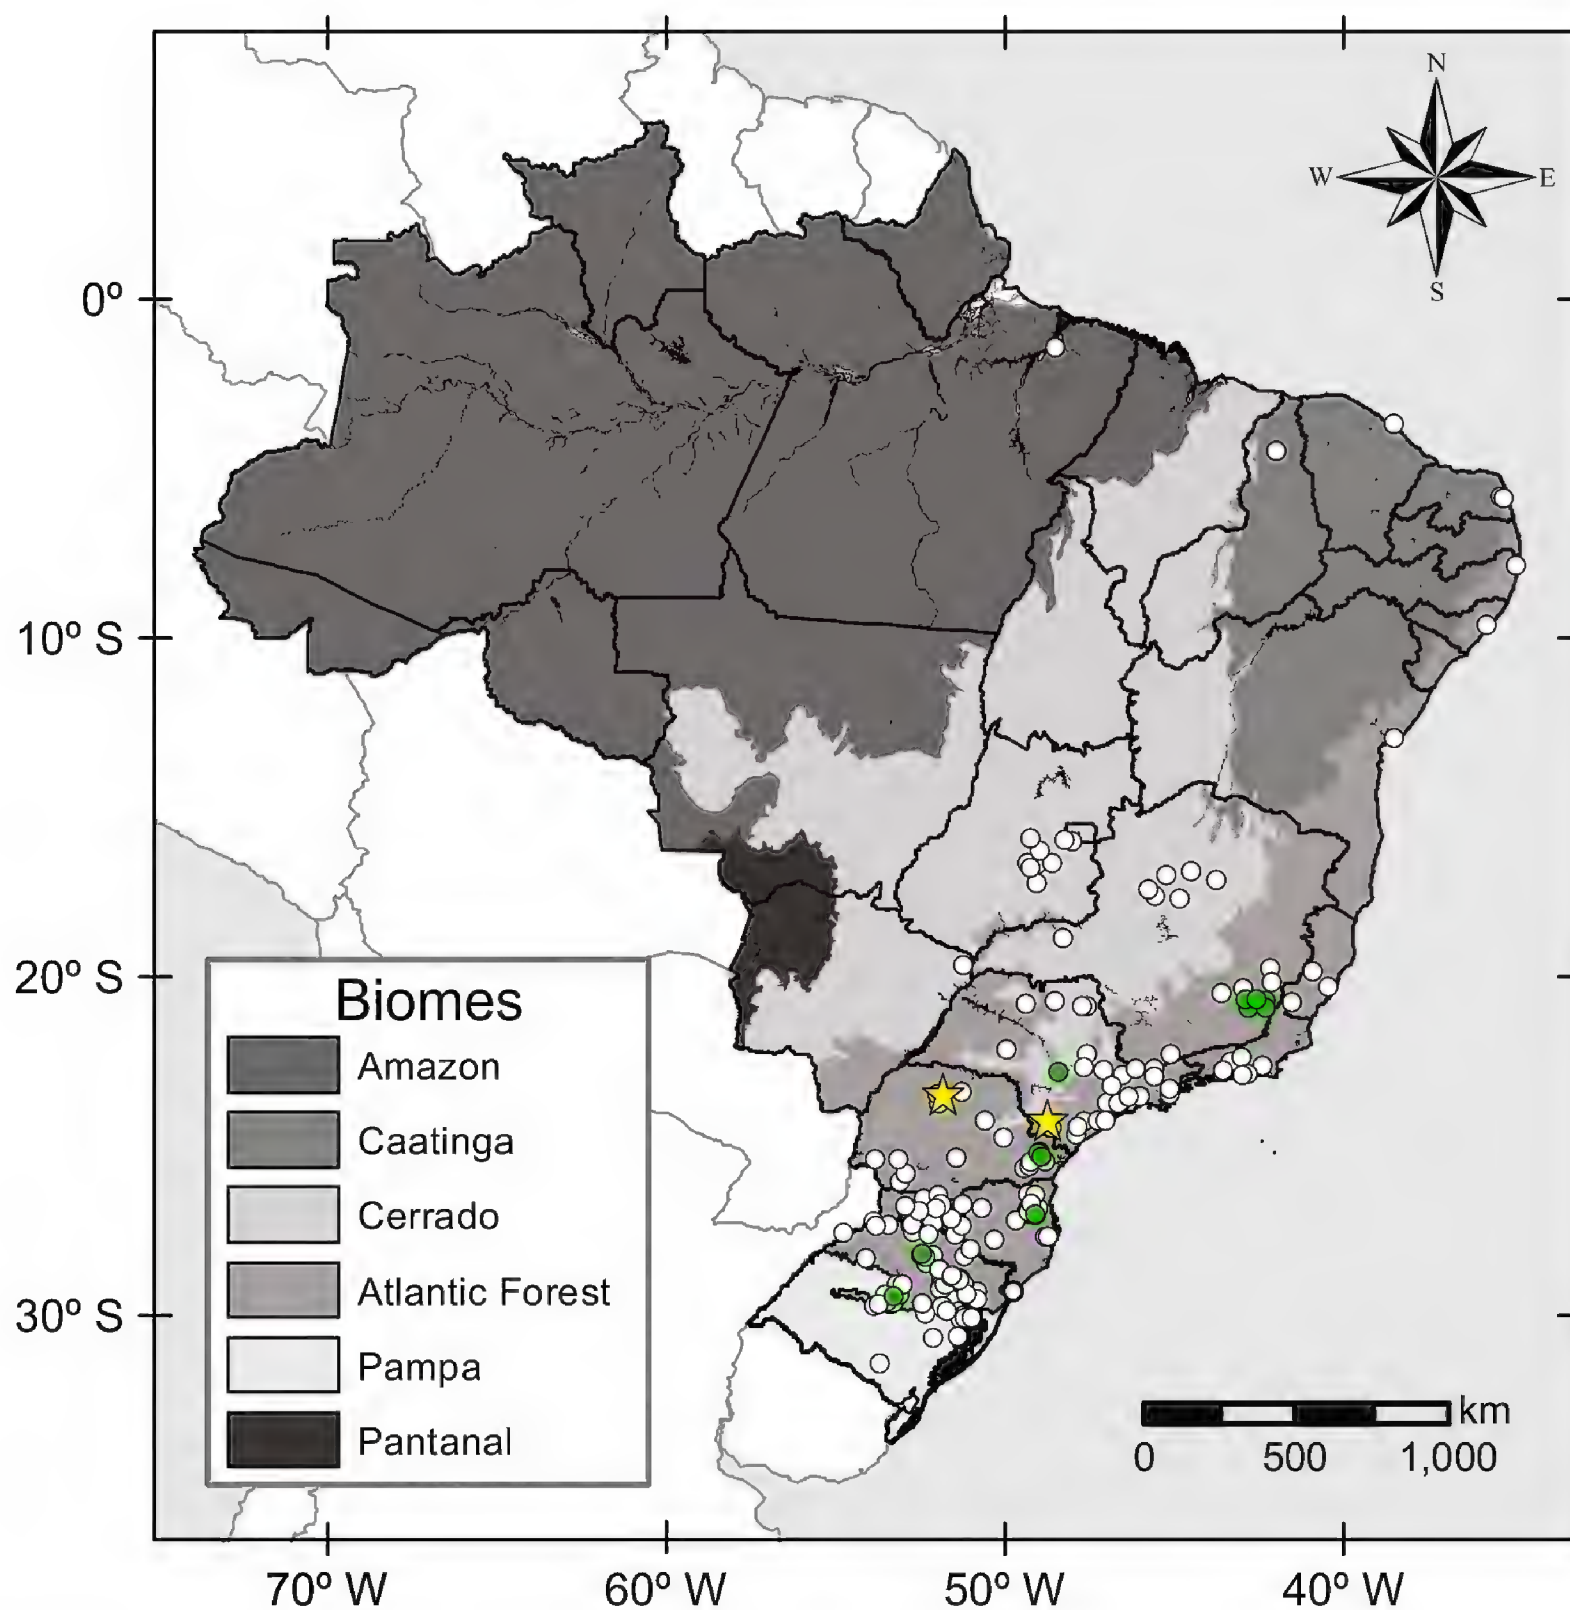 N
W
E
S
0º
10º S
20º S
30º S
Biomes
Amazon
Caatinga
Cerrado
Atlantic Forest
Pampa
Pantanal
km
0 500 1,000
70º W 60º W 50º W 40º W